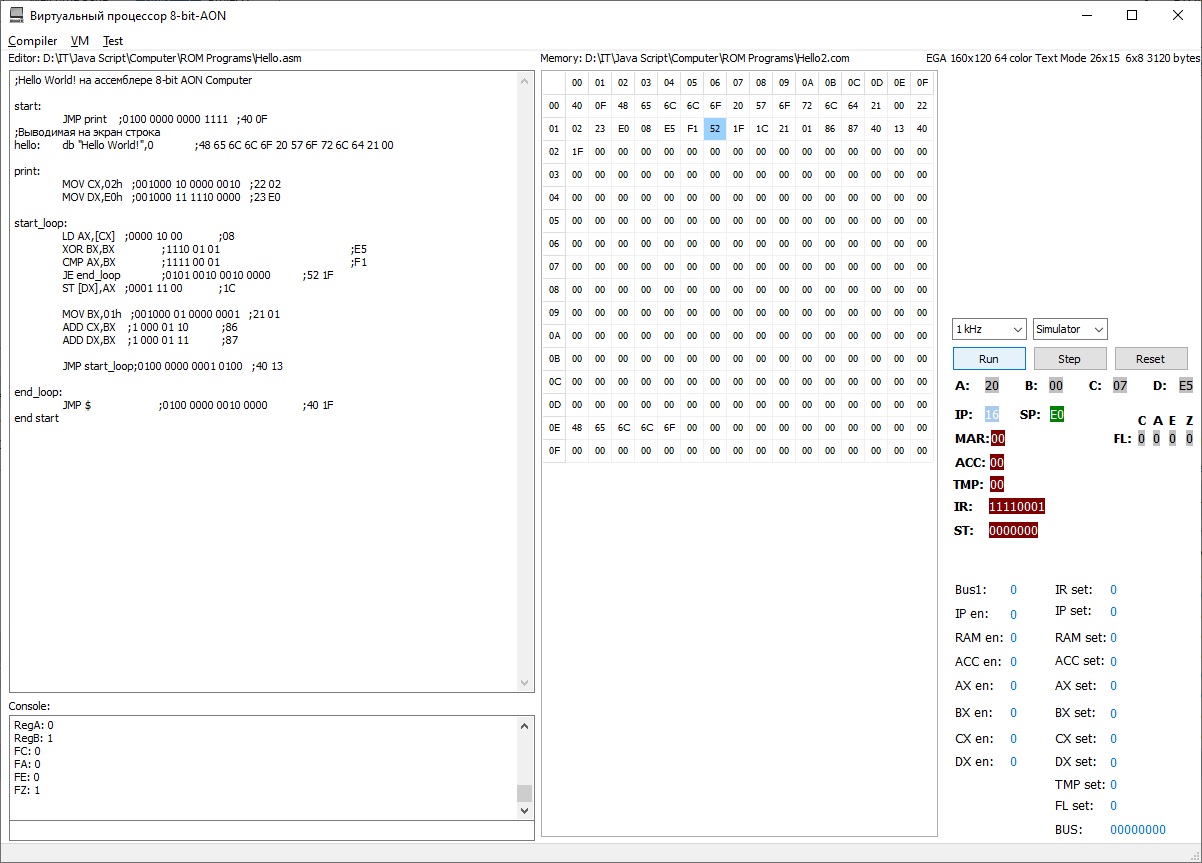 Виртуальный процессор 8-bit-AON
Compiler VM Test
Editor: D:\IT\Java Script\Computer\ROM Programs\Hello.asm
;Hello World! на ассемблере 8-bit AON Computer
start:
JMP print ;0100 0000 0000 1111 ;40 0F
;Выводимая на экран строка
hello: db "Hello World!",0 ;48 65 6C 6C 6F 20 57 6F 72 6C 64 21 00
print:
MOV CX,02h ;001000 10 0000 0010 ;22 02
MOV DX,E0h ;001000 11 1110 0000 ;23 E0
start_loop:
LD AX,[CX] ;0000 10 00 ;08
XOR BX,BX ;1110 01 01 ;E5
CMP AX,BX ;1111 00 01 ;F1
JE end_loop ;0101 0010 0010 0000 ;52 1F
ST [DX],AX ;0001 11 00 ;1C
MOV BX,01h ;001000 01 0000 0001 ;21 01
ADD CX,BX ;1 000 01 10 ;86
ADD DX,BX ;1 000 01 11 ;87
JMP start_loop;0100 0000 0001 0100 ;40 13
end_loop:
JMP $ ;0100 0000 0010 0000 ;40 1F
end start
Console:
RegA: 0
RegB: 1
FC: 0
FA: 0
FE: 0
FZ: 1
Memory: D:\IT\Java Script\Computer\ROM Programs\Hello2.com
EGA 160x120 64 color Text Mode 26x15 6x8 3120 bytes
00 01 02 03 04 05 06 07 08 09 0A 0B 0C 0D 0E 0F
00 40 0F 48 65 6C 6C 6F 20 57 6F 72 6C 64 21 00 22
01 02 23 E0 08 E5 F1 52 1F 1C 21 01 86 87 40 13 40
02 1F 00 00 00 00 00 00 00 00 00 00 00 00 00 00 00
03 00 00 00 00 00 00 00 00 00 00 00 00 00 00 00 00
04 00 00 00 00 00 00 00 00 00 00 00 00 00 00 00 00
05 00 00 00 00 00 00 00 00 00 00 00 00 00 00 00 00
06 00 00 00 00 00 00 00 00 00 00 00 00 00 00 00 00
07 00 00 00 00 00 00 00 00 00 00 00 00 00 00 00 00
08 00 00 00 00 00 00 00 00 00 00 00 00 00 00 00 00
09 00 00 00 00 00 00 00 00 00 00 00 00 00 00 00 00
0A 00 00 00 00 00 00 00 00 00 00 00 00 00 00 00 00
0B 00 00 00 00 00 00 00 00 00 00 00 00 00 00 00 00
0C 00 00 00 00 00 00 00 00 00 00 00 00 00 00 00 00
0D 00 00 00 00 00 00 00 00 00 00 00 00 00 00 00 00
0E 48 65 6C 6C 6F 00 00 00 00 00 00 00 00 00 00 00
0F 00 00 00 00 00 00 00 00 00 00 00 00 00 00 00 00
1 kHz Simulator
Run Step Reset
A: 20 B: 00 C: 07 D: E5
IP: 16 SP: E0
C A E Z
MAR: 00 FL: 0 0 0 0
ACC: 00
TMP: 00
IR: 11110001
ST: 0000000
Bus1: 0 IR set: 0
IP en: 0 IP set: 0
RAM en: 0 RAM set: 0
ACC en: 0 ACC set: 0
AX en: 0 AX set: 0
BX en: 0 BX set: 0
CX en: 0 CX set: 0
DX en: 0 DX set: 0
TMP set: 0
FL set: 0
BUS: 00000000